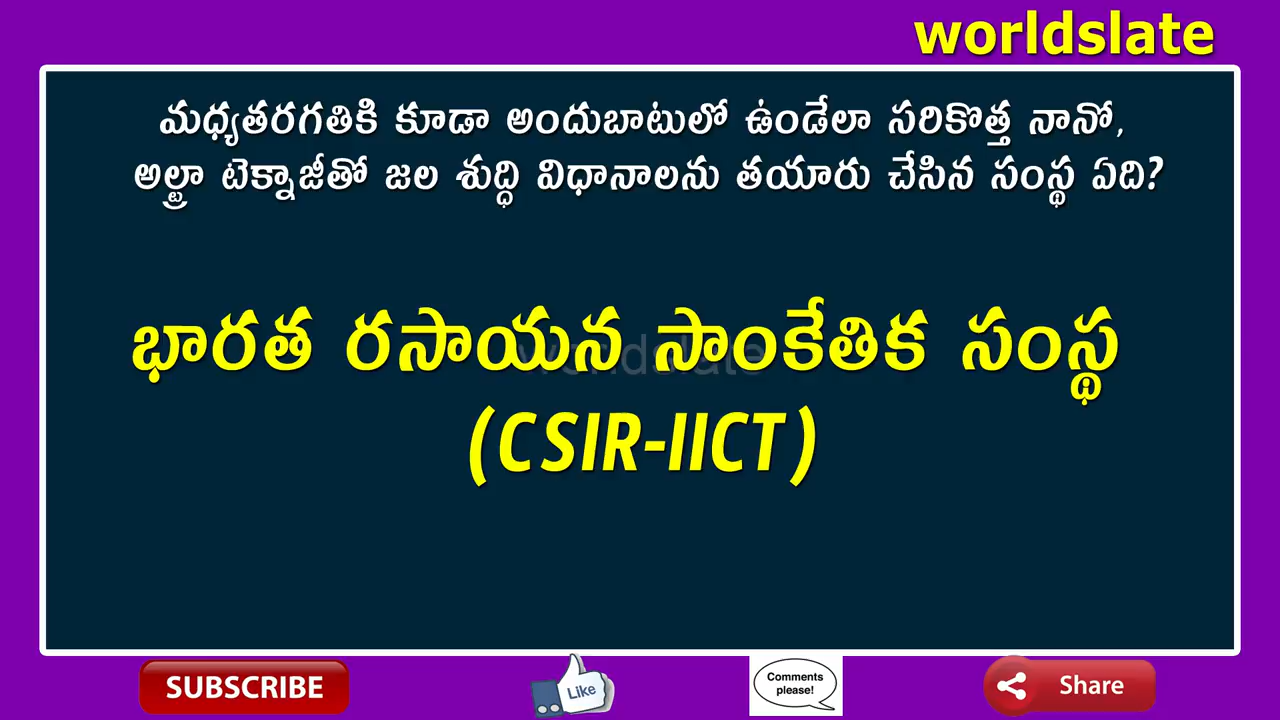 worldslate
మధ్యతరగతికి కూడా అందుబాటులో ఉండేలా సరికొత్త నానో,
అల్ట్రా టెక్నాజీతో జల శుద్ధి విధానాలను తయారు చేసిన సంస్థ ఏది?
భారత రసాయన సాంకేతిక సంస్థ
worldslate
(CSIR-IICT)
SUBSCRIBE
Like
Comments
please!
Share